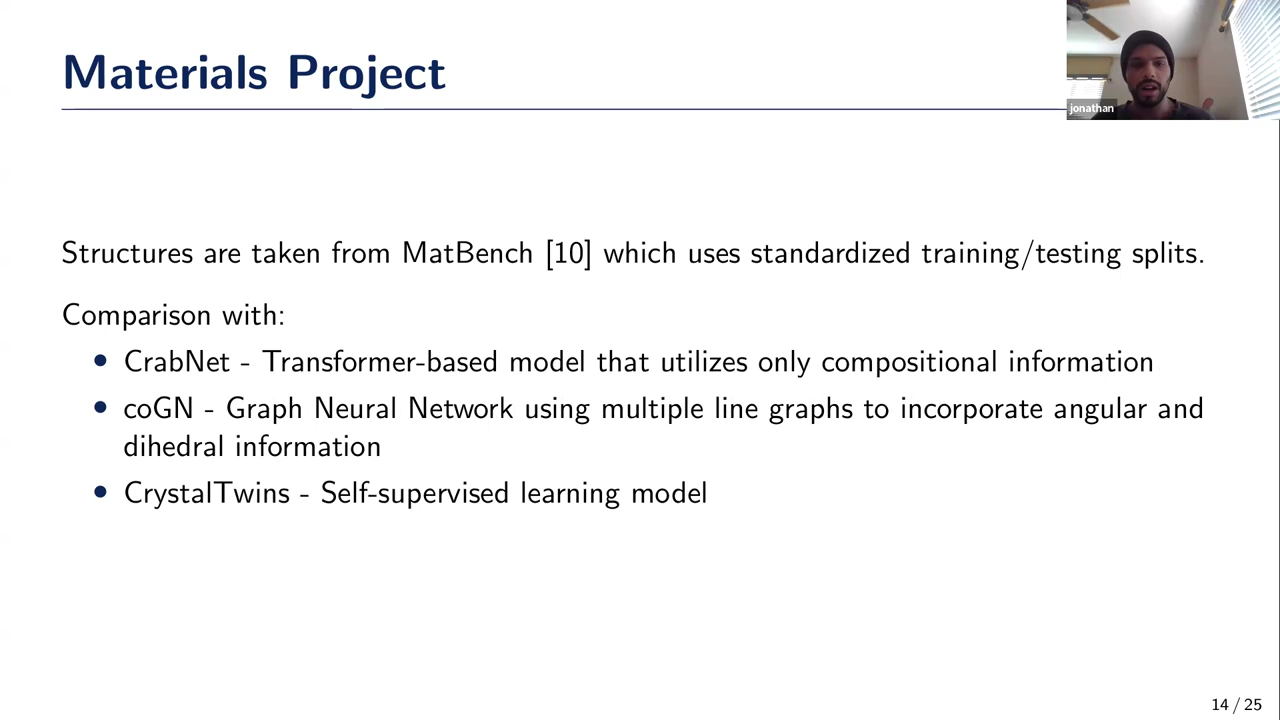 Materials Project
jonathan
Structures are taken from MatBench [10] which uses standardized training/testing splits.
Comparison with:
• CrabNet - Transformer-based model that utilizes only compositional information
• coGN - Graph Neural Network using multiple line graphs to incorporate angular and
dihedral information
• CrystalTwins - Self-supervised learning model
14 / 25